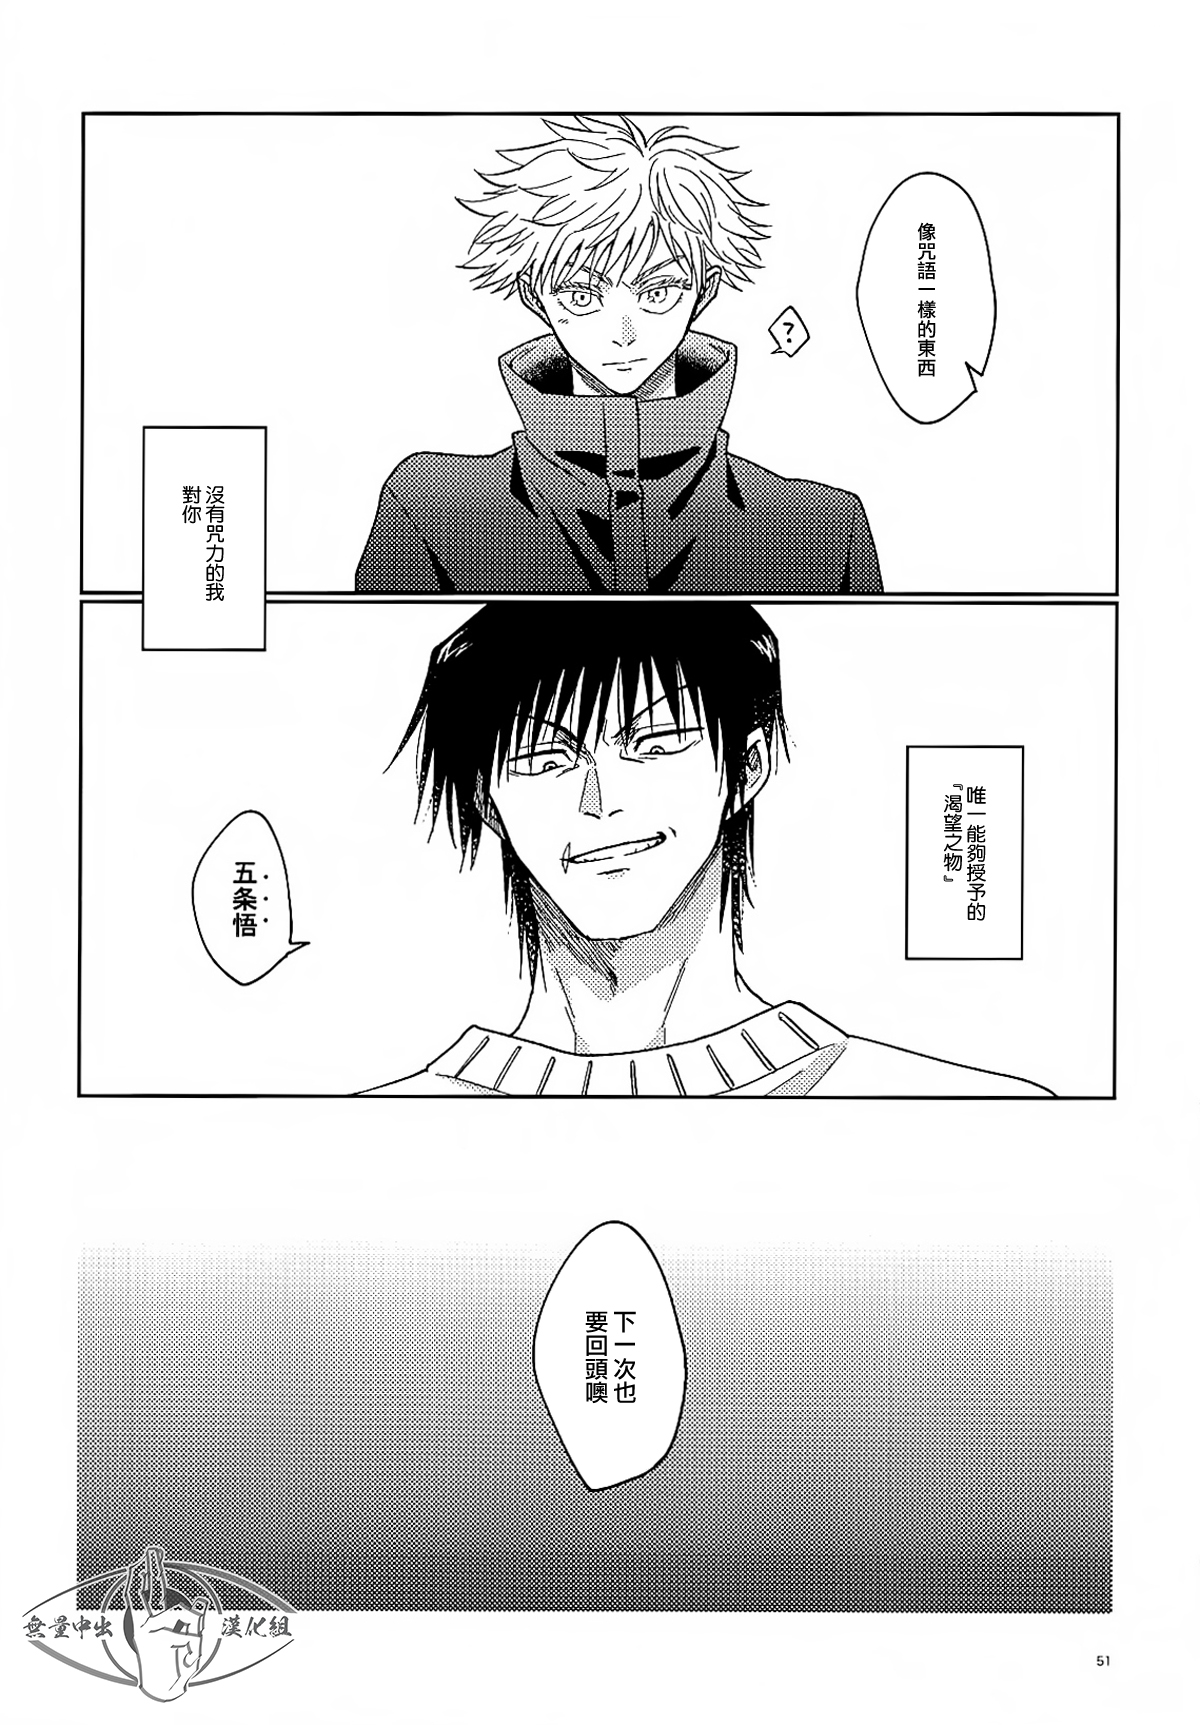 像咒語一樣的東西
?
沒有咒力的我
對你
唯一能夠授予的
『渴望之物』
五条悟
下一次也
要回頭噢
無量中出
漢化組
51